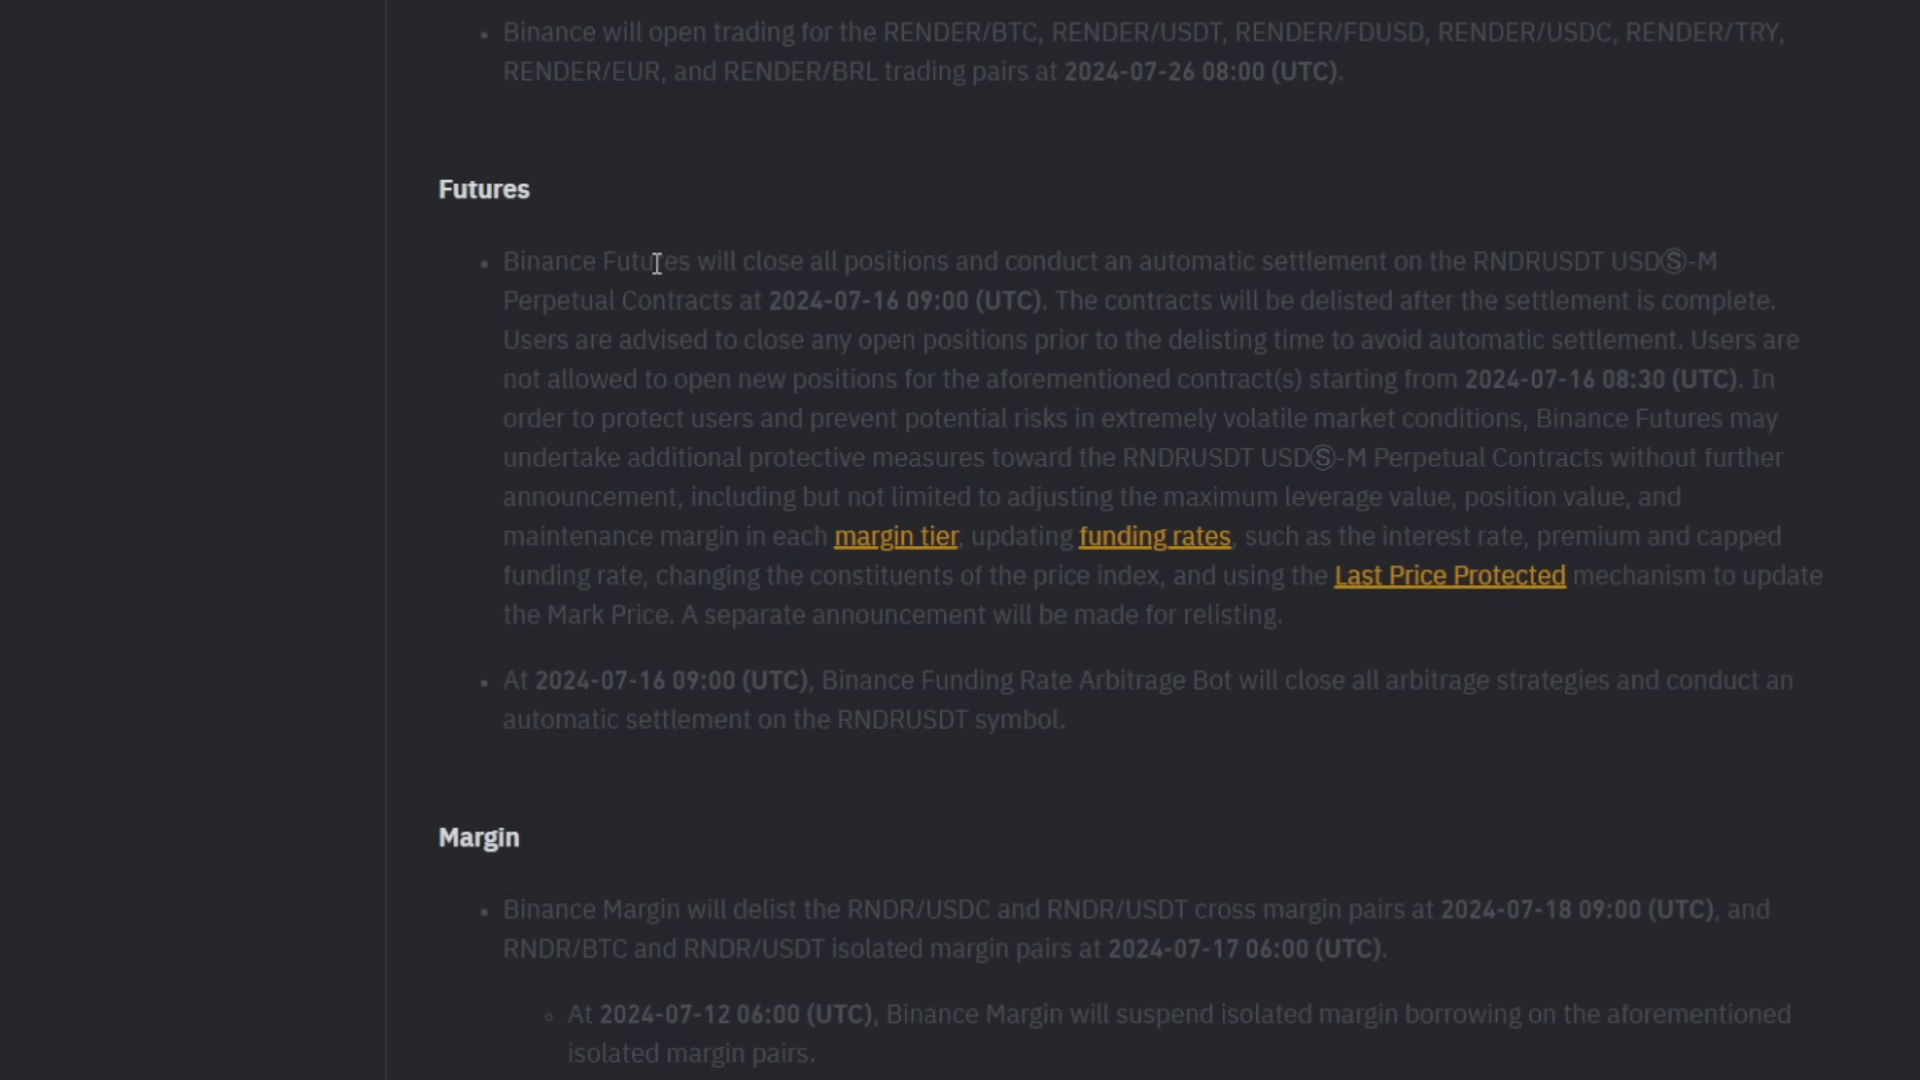 Binance will open trading for the RENDER/BTC, RENDER/USDT, RENDER/FDUSD, RENDER/USDC, RENDER/TRY,
RENDER/EUR, and RENDER/BRL trading pairs at 2024-07-26 08:00 (UTC).
Futures
Binance Futures will close all positions and conduct an automatic settlement on the RNDRUSDT USDⓈ-M
Perpetual Contracts at 2024-07-16 09:00 (UTC). The contracts will be delisted after the settlement is complete.
Users are advised to close any open positions prior to the delisting time to avoid automatic settlement. Users are
not allowed to open new positions for the aforementioned contract(s) starting from 2024-07-16 08:30 (UTC). In
order to protect users and prevent potential risks in extremely volatile market conditions, Binance Futures may
undertake additional protective measures toward the RNDRUSDT USDⓈ-M Perpetual Contracts without further
announcement, including but not limited to adjusting the maximum leverage value, position value, and
maintenance margin in each margin tier, updating funding rates, such as the interest rate, premium and capped
funding rate, changing the constituents of the price index, and using the Last Price Protected mechanism to update
the Mark Price. A separate announcement will be made for relisting.
At 2024-07-16 09:00 (UTC), Binance Funding Rate Arbitrage Bot will close all arbitrage strategies and conduct an
automatic settlement on the RNDRUSDT symbol.
Margin
Binance Margin will delist the RNDR/USDC and RNDR/USDT cross margin pairs at 2024-07-18 09:00 (UTC), and
RNDR/BTC and RNDR/USDT isolated margin pairs at 2024-07-17 06:00 (UTC).
At 2024-07-12 06:00 (UTC), Binance Margin will suspend isolated margin borrowing on the aforementioned
isolated margin pairs.